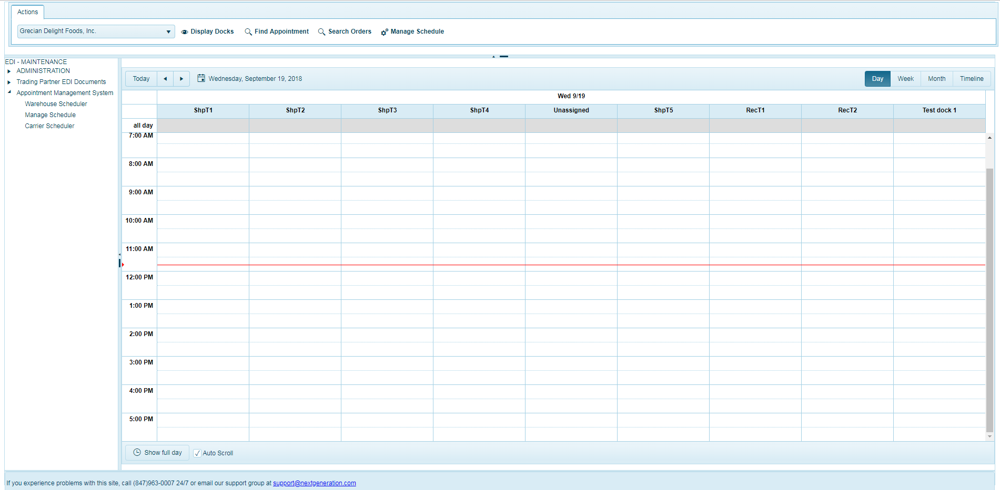 Actions
Grecian Delight Foods, Inc.
Display Docks
Find Appointment
Search Orders
Manage Schedule
EDI - MAINTENANCE
ADMINISTRATION
Trading Partner EDI Documents
Appointment Management System
Warehouse Scheduler
Manage Schedule
Carrier Scheduler
Today
Wednesday, September 19, 2018
Day
Week
Month
Timeline
Wed 9/19
ShpT1
ShpT2
ShpT3
ShpT4
Unassigned
ShpT5
RecT1
RecT2
Test dock 1
all day
7:00 AM
8:00 AM
9:00 AM
10:00 AM
11:00 AM
12:00 PM
1:00 PM
2:00 PM
3:00 PM
4:00 PM
5:00 PM
Show full day
Auto Scroll
If you experience problems with this site, call (847)963-0007 24/7 or email our support group at support@nextgeneration.com